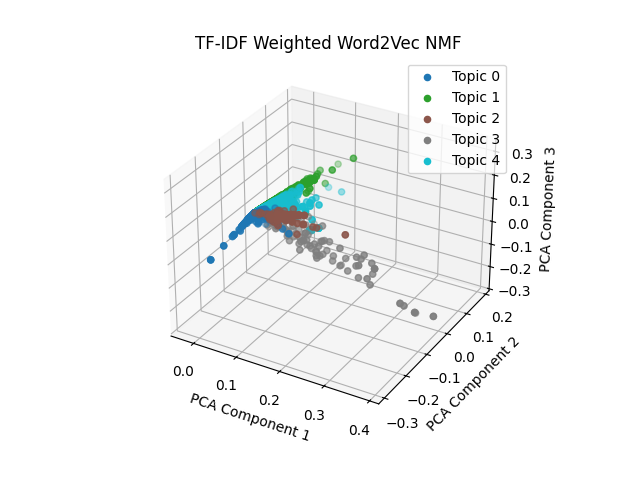 TF-IDF Weighted Word2Vec NMF
Topic 0
Topic 1
Topic 2
Topic 3
Topic 4
0.3
0.2
0.1
0.0
−0.1
−0.2
−0.3
PCA Component 3
0.2
0.1
0.0
−0.1
−0.2
−0.3
PCA Component 2
0.0
0.1
0.2
0.3
0.4
PCA Component 1